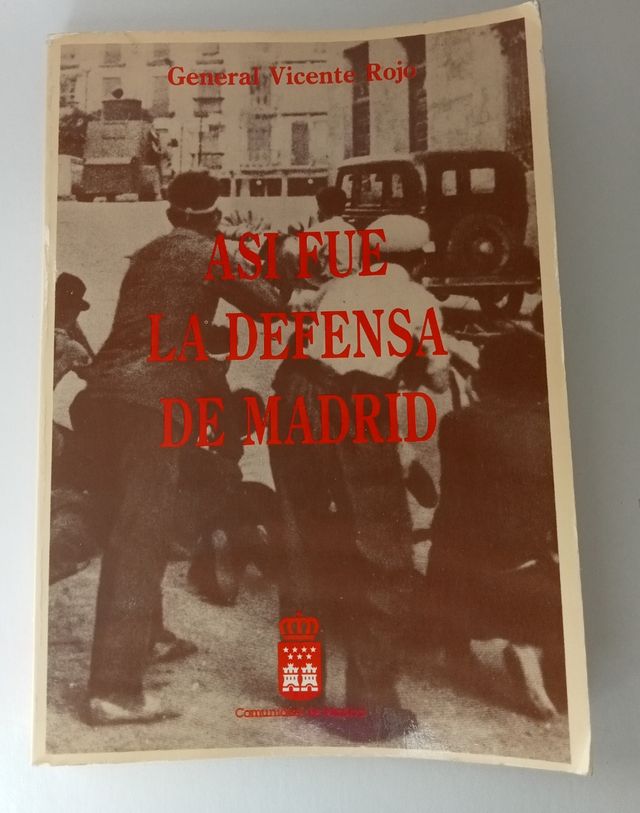 General Vicente Rojo
ASI FUE
LA DEFENSA
DE MADRID
Comunidad de Madrid